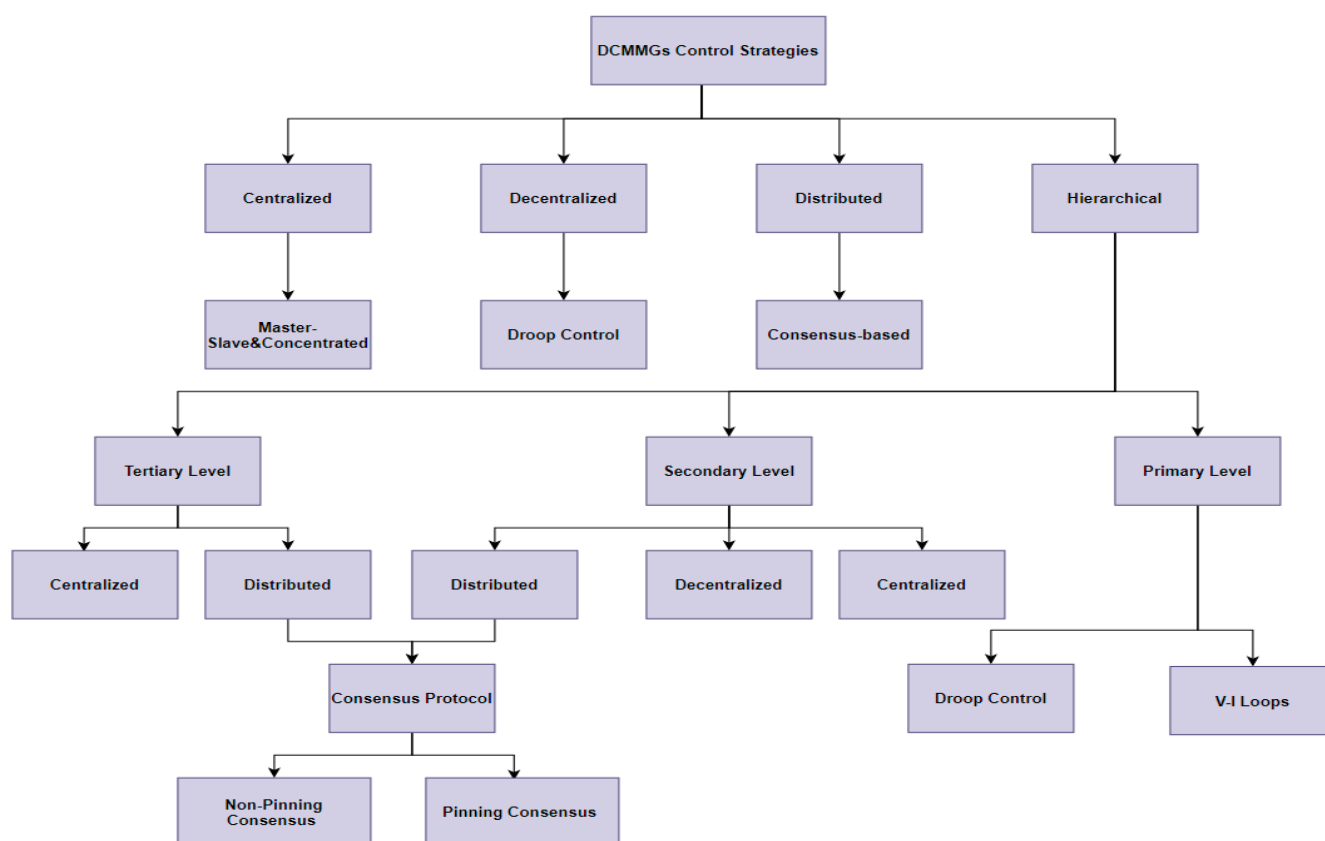 DCMMGs Control Strategies
Centralized
Decentralized
Distributed
Hierarchical
Master-
Slave&Concentrated
Droop Control
Consensus-based
Tertiary Level
Secondary Level
Primary Level
Centralized
Distributed
Distributed
Decentralized
Centralized
Consensus Protocol
Droop Control
V-I Loops
Non-Pinning
Consensus
Pinning Consensus